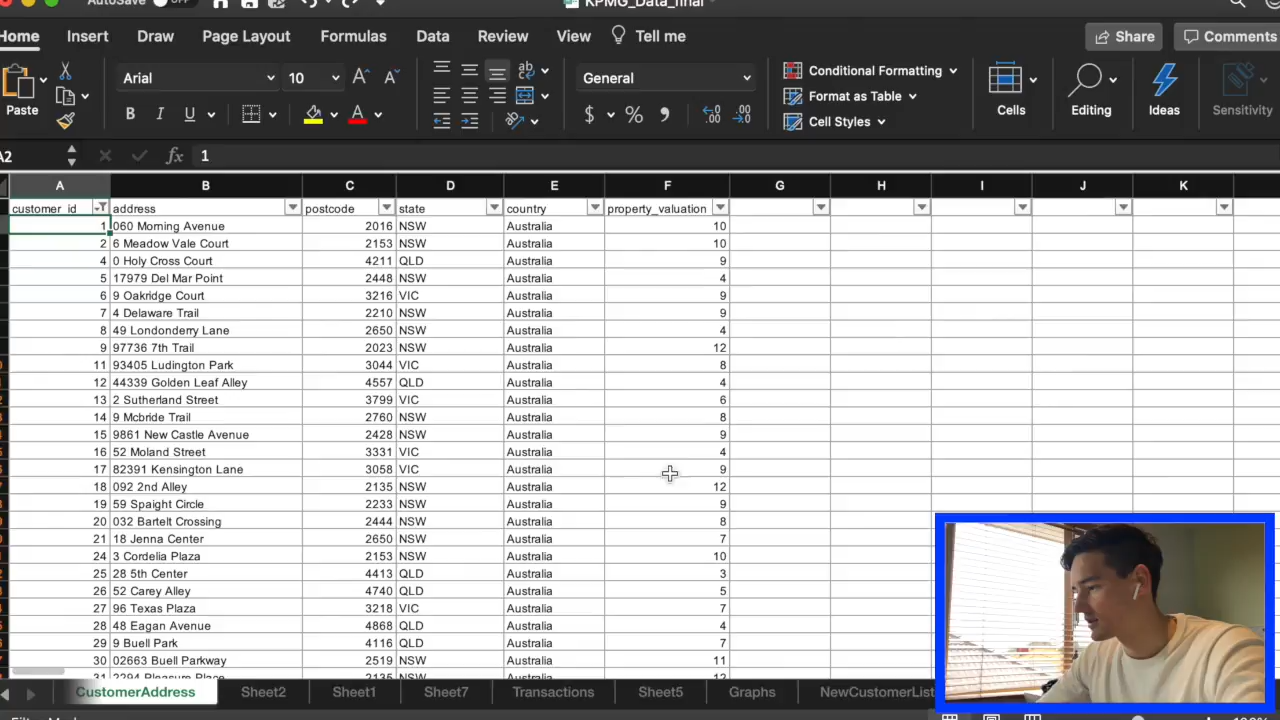 AutoSave OFF KPMG_Data_final
Home Insert Draw Page Layout Formulas Data Review View Tell me Share Comments
Paste Arial 10 General Conditional Formatting Format as Table Cell Styles Cells Editing Ideas Sensitivity
A2 fx 1
A B C D E F G H I J K
customer_id address postcode state country property_valuation
1 060 Morning Avenue 2016 NSW Australia 10
2 6 Meadow Vale Court 2153 NSW Australia 10
4 0 Holy Cross Court 4211 QLD Australia 9
5 17979 Del Mar Point 2448 NSW Australia 4
6 9 Oakridge Court 3216 VIC Australia 9
7 4 Delaware Trail 2210 NSW Australia 9
8 49 Londonderry Lane 2650 NSW Australia 4
9 97736 7th Trail 2023 NSW Australia 12
11 93405 Ludington Park 3044 VIC Australia 8
12 44339 Golden Leaf Alley 4557 QLD Australia 4
13 2 Sutherland Street 3799 VIC Australia 6
14 9 Mcbride Trail 2760 NSW Australia 8
15 9861 New Castle Avenue 2428 NSW Australia 9
16 52 Moland Street 3331 VIC Australia 4
17 82391 Kensington Lane 3058 VIC Australia 9
18 092 2nd Alley 2135 NSW Australia 12
19 59 Spaight Circle 2233 NSW Australia 9
20 032 Bartelt Crossing 2444 NSW Australia 8
21 18 Jenna Center 2650 NSW Australia 7
24 3 Cordelia Plaza 2153 NSW Australia 10
25 28 5th Center 4413 QLD Australia 3
26 52 Carey Alley 4740 QLD Australia 5
27 96 Texas Plaza 3218 VIC Australia 7
28 48 Eagan Avenue 4868 QLD Australia 4
29 9 Buell Park 4116 QLD Australia 7
30 02663 Buell Parkway 2519 NSW Australia 11
31 2294 Pleasure Place 2135 NSW Australia 12
CustomerAddress Sheet2 Sheet1 Sheet7 Transactions Sheet5 Graphs NewCustomerList